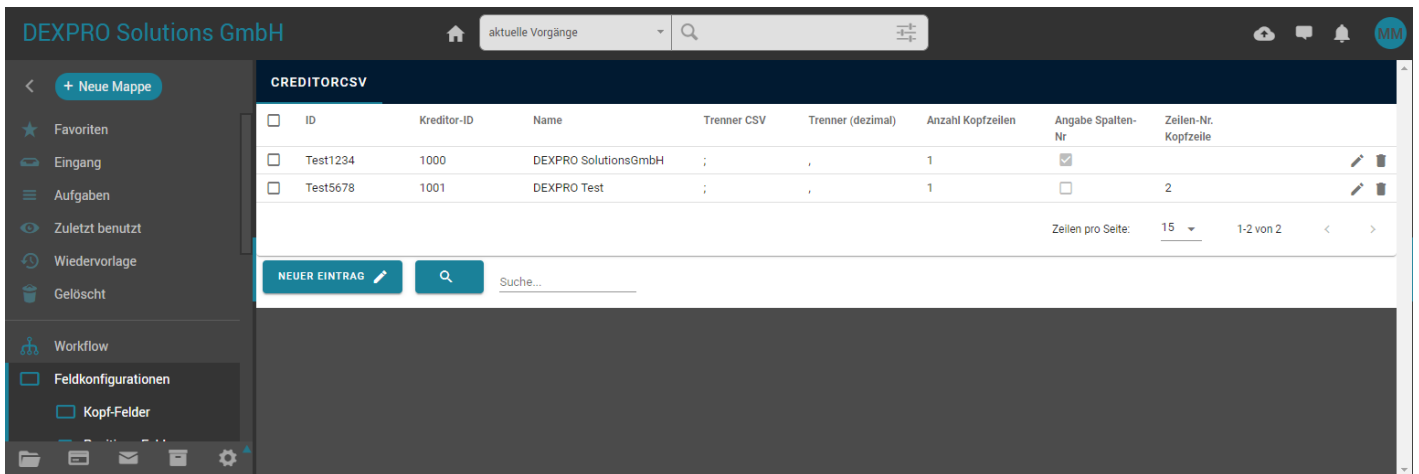 DEXPRO Solutions GmbH
aktuelle Vorgänge
MM
+ Neue Mappe
Favoriten
Eingang
Aufgaben
Zuletzt benutzt
Wiedervorlage
Gelöscht
Workflow
Feldkonfigurationen
Kopf-Felder
CREDITORCSV
ID Kreditor-ID Name Trenner CSV Trenner (dezimal) Anzahl Kopfzeilen Angabe Spalten- Zeilen-Nr.
Nr Kopfzeile
Test1234 1000 DEXPRO SolutionsGmbH ; , 1
Test5678 1001 DEXPRO Test ; , 1 2
Zeilen pro Seite: 15 1-2 von 2 < >
NEUER EINTRAG Suche...